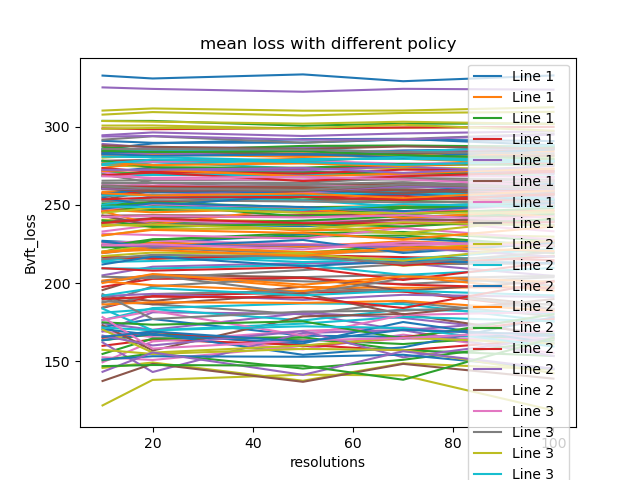 mean loss with different policy
Bvft_loss
300
250
200
150
20
40
60
80
100
resolutions
Line 1
Line 1
Line 1
Line 1
Line 1
Line 1
Line 1
Line 1
Line 2
Line 2
Line 2
Line 2
Line 2
Line 2
Line 2
Line 2
Line 3
Line 3
Line 3
Line 3